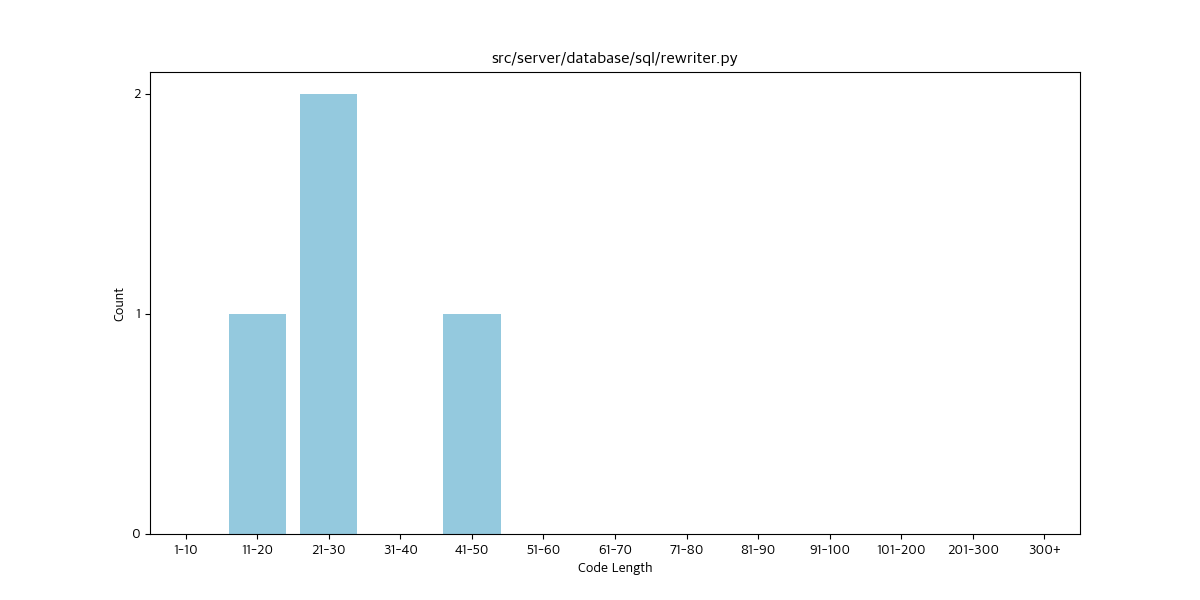 src/server/database/sql/rewriter.py
Count
2
1
0
1-10 11-20 21-30 31-40 41-50 51-60 61-70 71-80 81-90 91-100 101-200 201-300 300+
Code Length